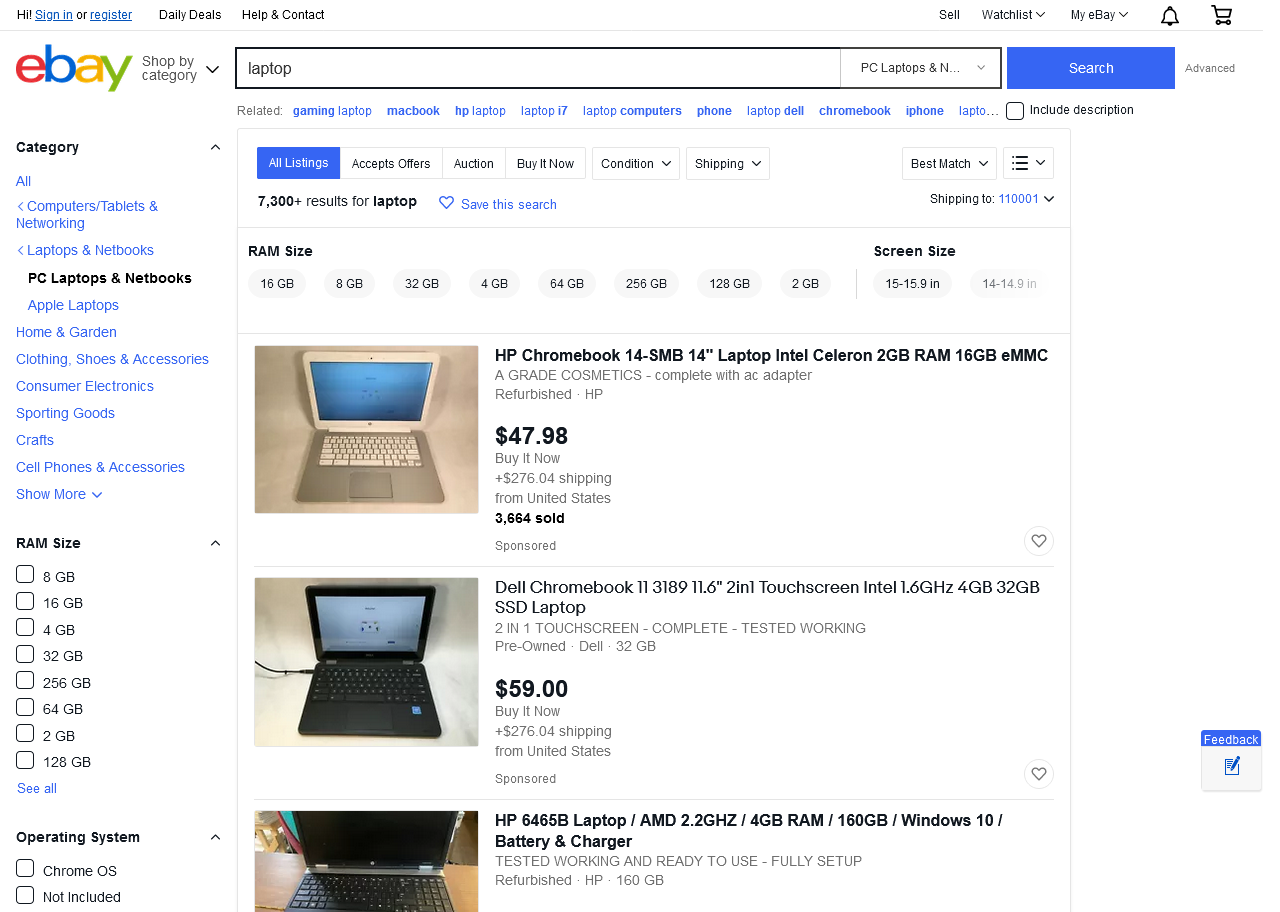 Hi! Sign in or register
Daily Deals
Help & Contact
Sell
Watchlist
My eBay
ebay
Shop by category
laptop
PC Laptops & N...
Search
Advanced
Related: gaming laptop macbook hp laptop laptop i7 laptop computers phone laptop dell chromebook iphone lapto...
Include description
Category
All
Computers/Tablets & Networking
Laptops & Netbooks
PC Laptops & Netbooks
Apple Laptops
Home & Garden
Clothing, Shoes & Accessories
Consumer Electronics
Sporting Goods
Crafts
Cell Phones & Accessories
Show More
RAM Size
8 GB
16 GB
4 GB
32 GB
256 GB
64 GB
2 GB
128 GB
See all
Operating System
Chrome OS
Not Included
All Listings
Accepts Offers
Auction
Buy It Now
Condition
Shipping
Best Match
7,300+ results for laptop
Save this search
Shipping to: 110001
RAM Size
16 GB
8 GB
32 GB
4 GB
64 GB
256 GB
128 GB
2 GB
Screen Size
15-15.9 in
14-14.9 in
HP Chromebook 14-SMB 14" Laptop Intel Celeron 2GB RAM 16GB eMMC
A GRADE COSMETICS - complete with ac adapter
Refurbished · HP
$47.98
Buy It Now
+$276.04 shipping
from United States
3,664 sold
Sponsored
Dell Chromebook 11 3189 11.6" 2in1 Touchscreen Intel 1.6GHz 4GB 32GB
SSD Laptop
2 IN 1 TOUCHSCREEN - COMPLETE - TESTED WORKING
Pre-Owned · Dell · 32 GB
$59.00
Buy It Now
+$276.04 shipping
from United States
Sponsored
HP 6465B Laptop / AMD 2.2GHZ / 4GB RAM / 160GB / Windows 10 /
Battery & Charger
TESTED WORKING AND READY TO USE - FULLY SETUP
Refurbished · HP · 160 GB
Feedback